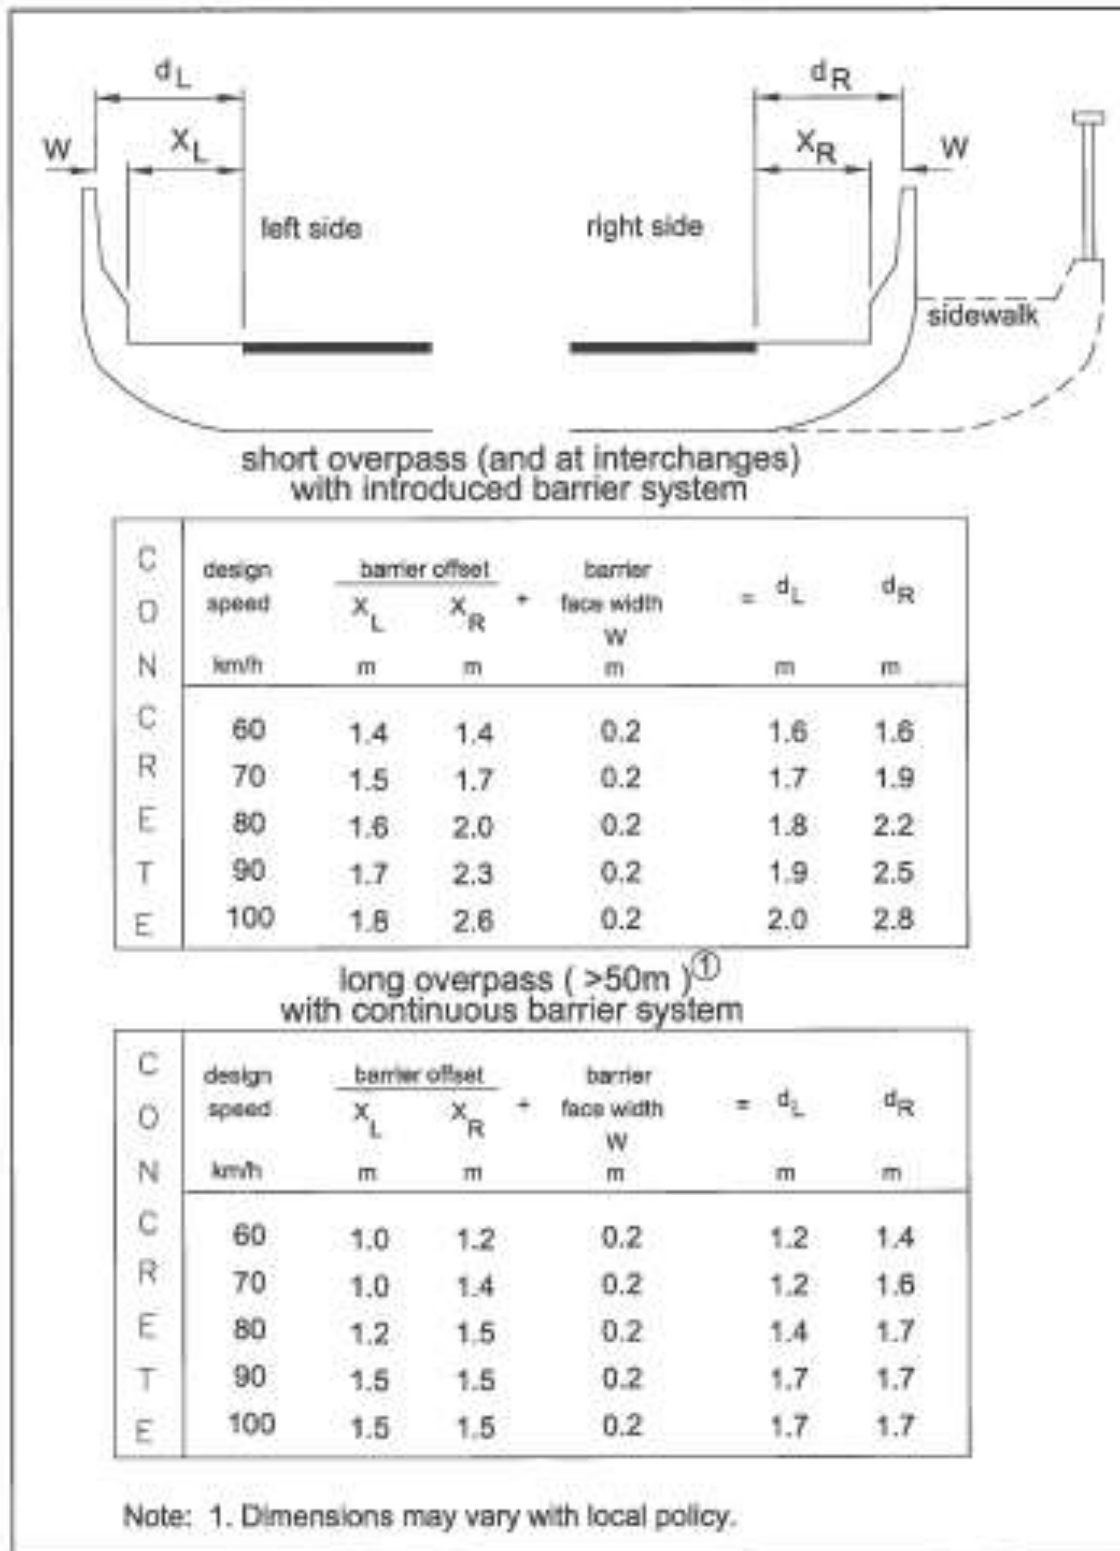 dL dR
W XL XR W
left side right side
sidewalk
short overpass (and at interchanges)
with introduced barrier system
CONCRETE
design barrier offset barrier
speed XL XR + face width = dL dR
W
km/h m m m m m
60 1.4 1.4 0.2 1.6 1.6
70 1.5 1.7 0.2 1.7 1.9
80 1.6 2.0 0.2 1.8 2.2
90 1.7 2.3 0.2 1.9 2.5
100 1.8 2.6 0.2 2.0 2.8
long overpass ( >50m )①
with continuous barrier system
CONCRETE
design barrier offset barrier
speed XL XR + face width = dL dR
W
km/h m m m m m
60 1.0 1.2 0.2 1.2 1.4
70 1.0 1.4 0.2 1.2 1.6
80 1.2 1.5 0.2 1.4 1.7
90 1.5 1.5 0.2 1.7 1.7
100 1.5 1.5 0.2 1.7 1.7
Note: 1. Dimensions may vary with local policy.